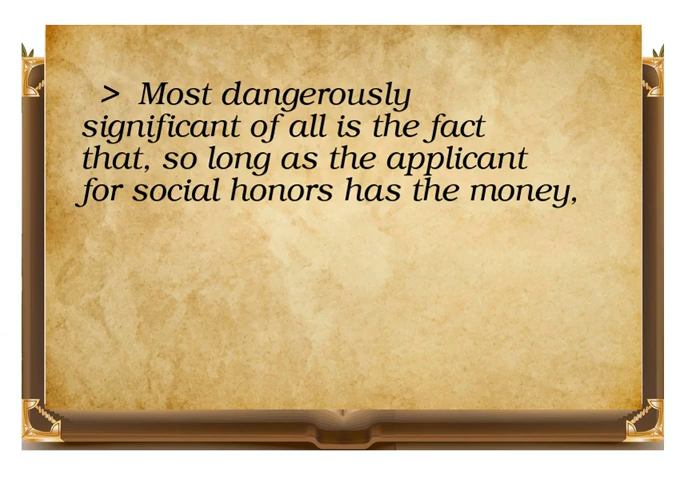 > Most dangerously
significant of all is the fact
that, so long as the applicant
for social honors has the money,